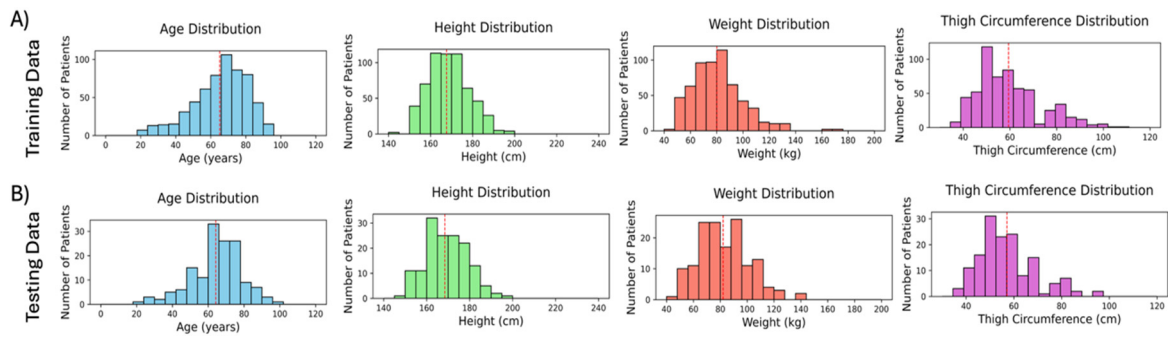 A)
Training Data
Age Distribution
Number of Patients
100
50
0
0 20 40 60 80 100 120
Age (years)
Height Distribution
Number of Patients
100
50
0
140 160 180 200 220 240
Height (cm)
Weight Distribution
Number of Patients
100
50
0
40 60 80 100 120 140 160 180 200
Weight (kg)
Thigh Circumference Distribution
Number of Patients
100
50
0
40 60 80 100 120
Thigh Circumference (cm)
B)
Testing Data
Age Distribution
Number of Patients
30
20
10
0
0 20 40 60 80 100 120
Age (years)
Height Distribution
Number of Patients
30
20
10
0
140 160 180 200 220 240
Height (cm)
Weight Distribution
Number of Patients
20
10
0
40 60 80 100 120 140 160 180 200
Weight (kg)
Thigh Circumference Distribution
Number of Patients
30
20
10
0
40 60 80 100 120
Thigh Circumference (cm)